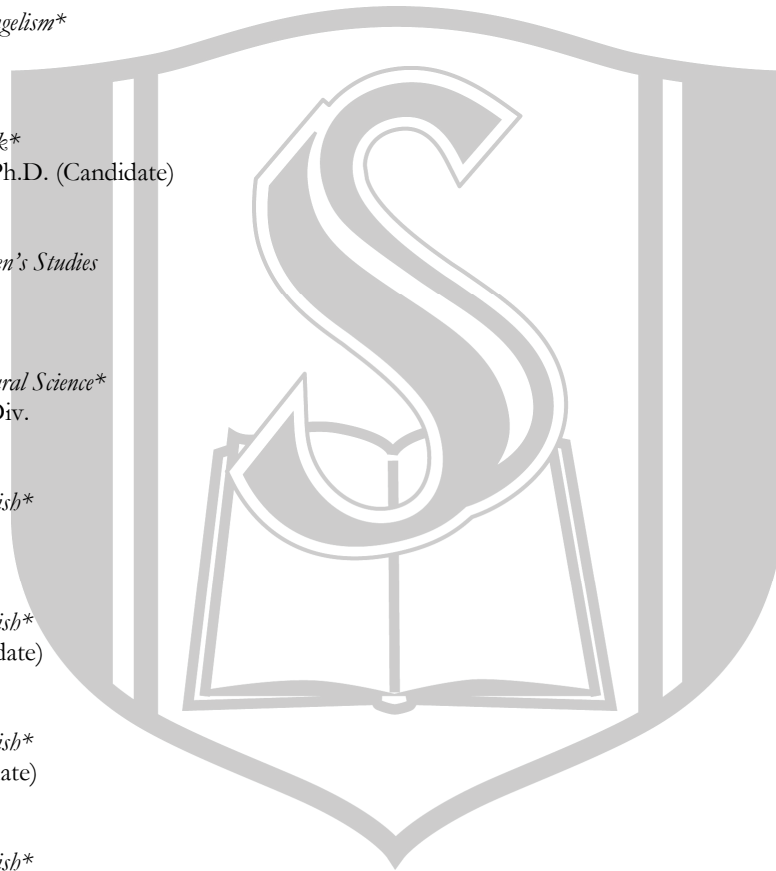 gelism*
k*
Ph.D. (Candidate)
en's Studies
ral Science*
Div.
ish*
ish*
date)
ish*
ate)
ish*
S